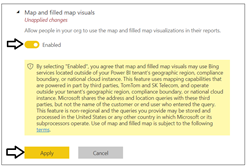 Map and filled map visuals
Unapplied changes
Allow people in your org to use the map and filled map visualizations in their reports.
Enabled
By selecting "Enabled", you agree that map and filled map visuals may use Bing
services located outside of your Power BI tenant's geographic region, compliance
boundary, or national cloud instance. This feature uses mapping capabilities that
are powered in part by third parties, TomTom and SK Telecom, and operate
outside your tenant's geographic region, compliance boundary, or national cloud
instance. Microsoft shares the address and location queries with these third
parties, but not the name of the customer or end user who entered the query.
This feature is non-regional and the queries you provide may be stored and
processed in the United States or any other country in which Microsoft or its
subprocessors operate. Use of map and filled map is subject to the following
terms.
Apply
Cancel